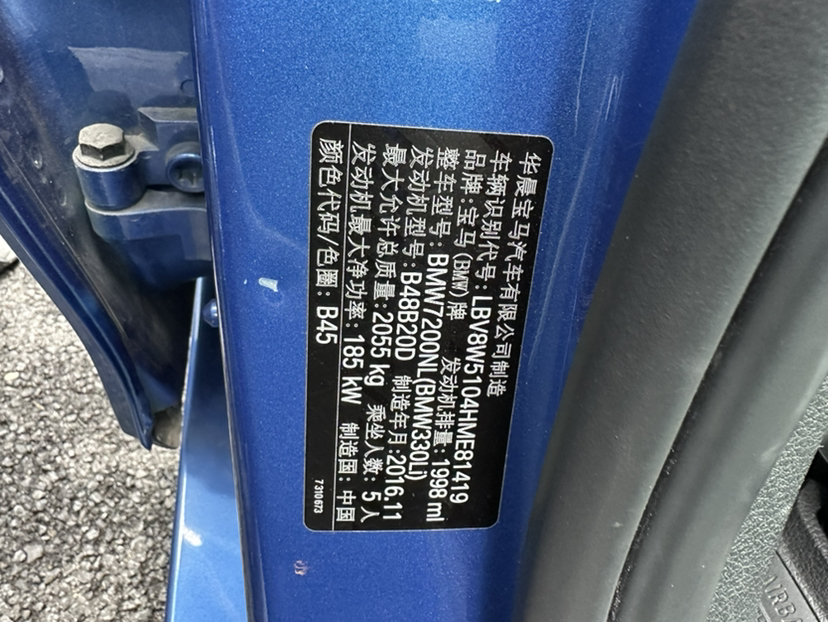 华晨宝马汽车有限公司制造
车辆识别代号:LBV8W5104HME81419
品牌:宝马(BMW)牌 发动机排量:1998 ml
整车型号:BMW7200NL(BMW330Li)
发动机型号:B48B20D 制造年月:2016.11
最大允许总质量:2055 kg 乘坐人数:5 人
发动机最大净功率:185 kW 制造国:中国
颜色代码/色圈:B45
7310673
AIRBA